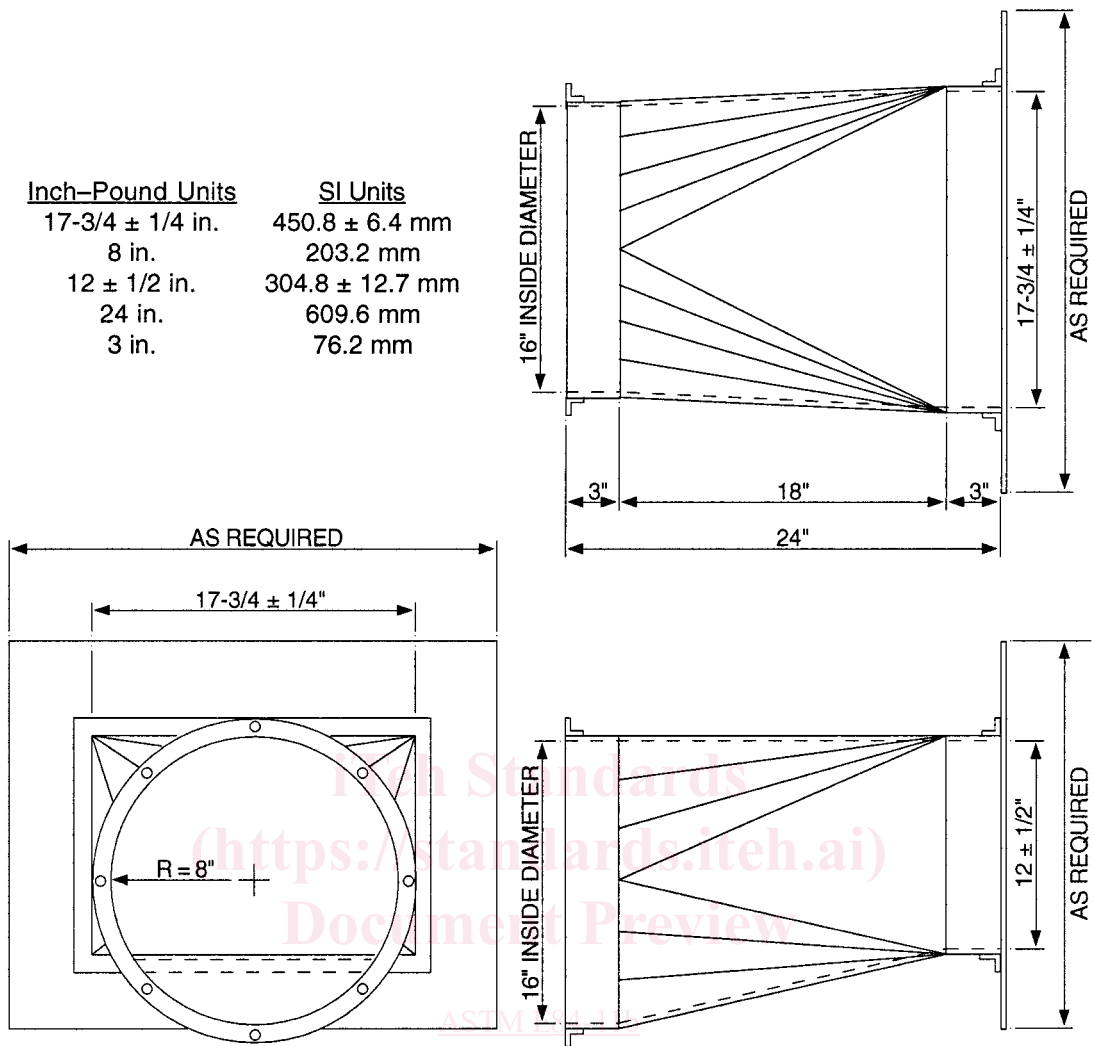 Inch–Pound Units SI Units
17-3/4 ± 1/4 in. 450.8 ± 6.4 mm
8 in. 203.2 mm
12 ± 1/2 in. 304.8 ± 12.7 mm
24 in. 609.6 mm
3 in. 76.2 mm
16" INSIDE DIAMETER
17-3/4 ± 1/4"
AS REQUIRED
3" 18" 3"
24"
AS REQUIRED
17-3/4 ± 1/4"
R = 8"
16" INSIDE DIAMETER
12 ± 1/2"
AS REQUIRED
iTeh Standards
(https://standards.iteh.ai)
Document Preview